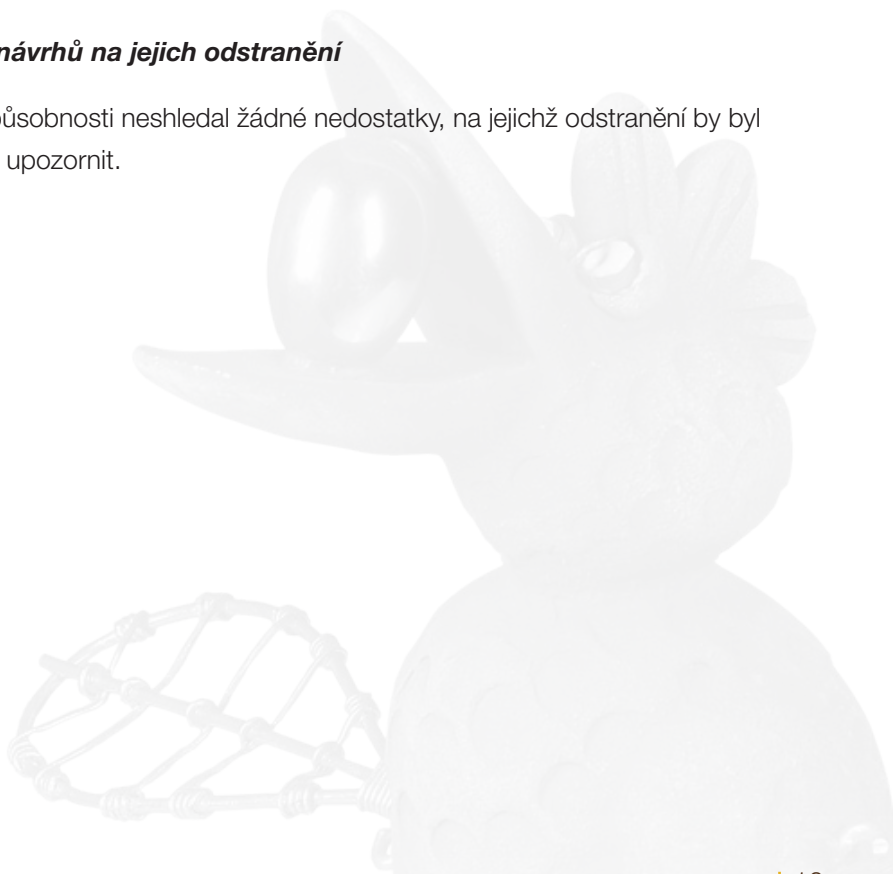 návrhů na jejich odstranění
působnosti neshledal žádné nedostatky, na jejichž odstranění by byl
upozornit.